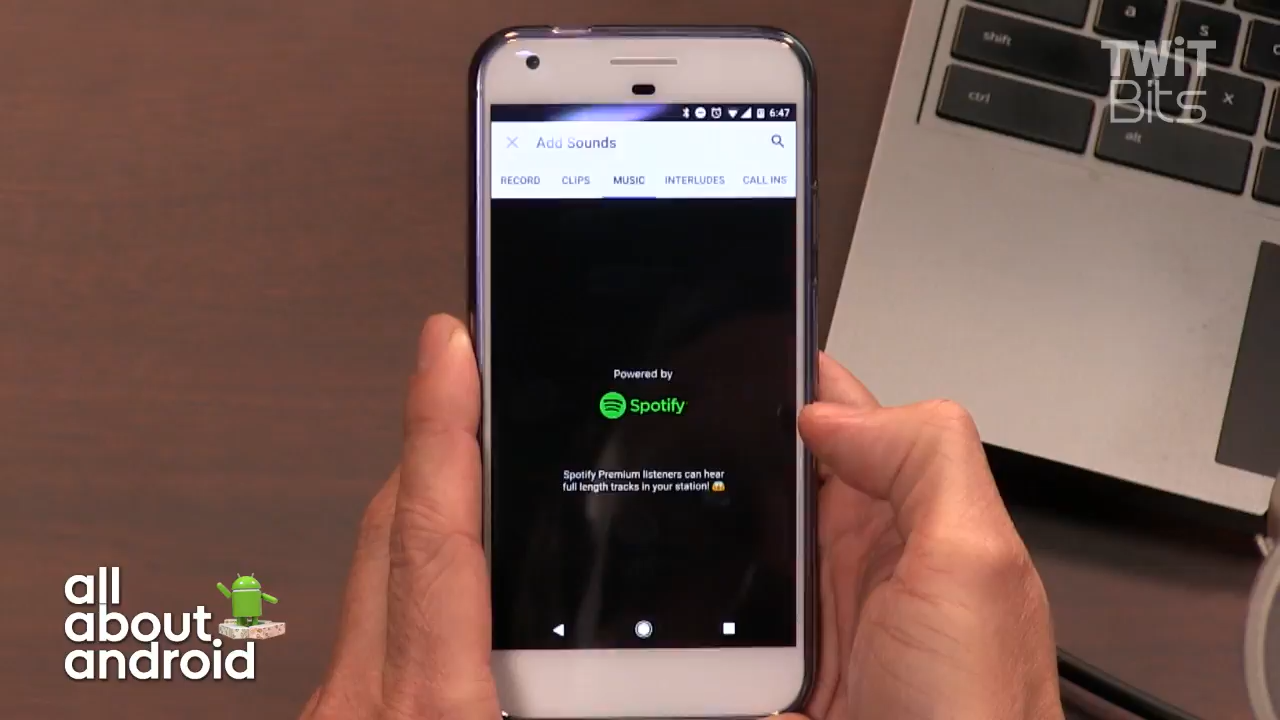 a
s
shift
TWiT
Bits
ctrl
x
alt
6:47
Add Sounds
RECORD CLIPS MUSIC INTERLUDES CALL INS
Powered by
Spotify
Spotify Premium listeners can hear
full length tracks in your station! 😱
all
about
android